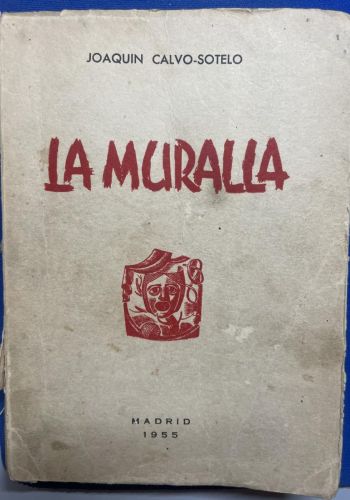 JOAQUIN CALVO-SOTELO
LA MURALLA
MADRID
1955